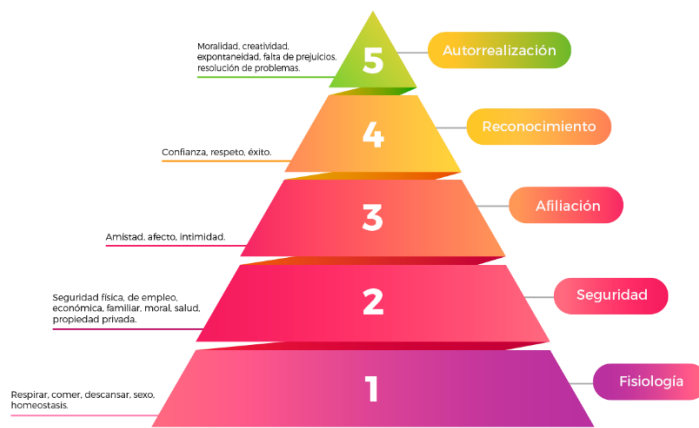 Moralidad, creatividad,
expontaneidad, falta de prejuicios,
resolución de problemas.
5
Autorrealización
Confianza, respeto, éxito.
4
Reconocimiento
Amistad, afecto, intimidad.
3
Afiliación
Seguridad física, de empleo,
económica, familiar, moral, salud,
propiedad privada.
2
Seguridad
Respirar, comer, descansar, sexo,
homeostasis.
1
Fisiología